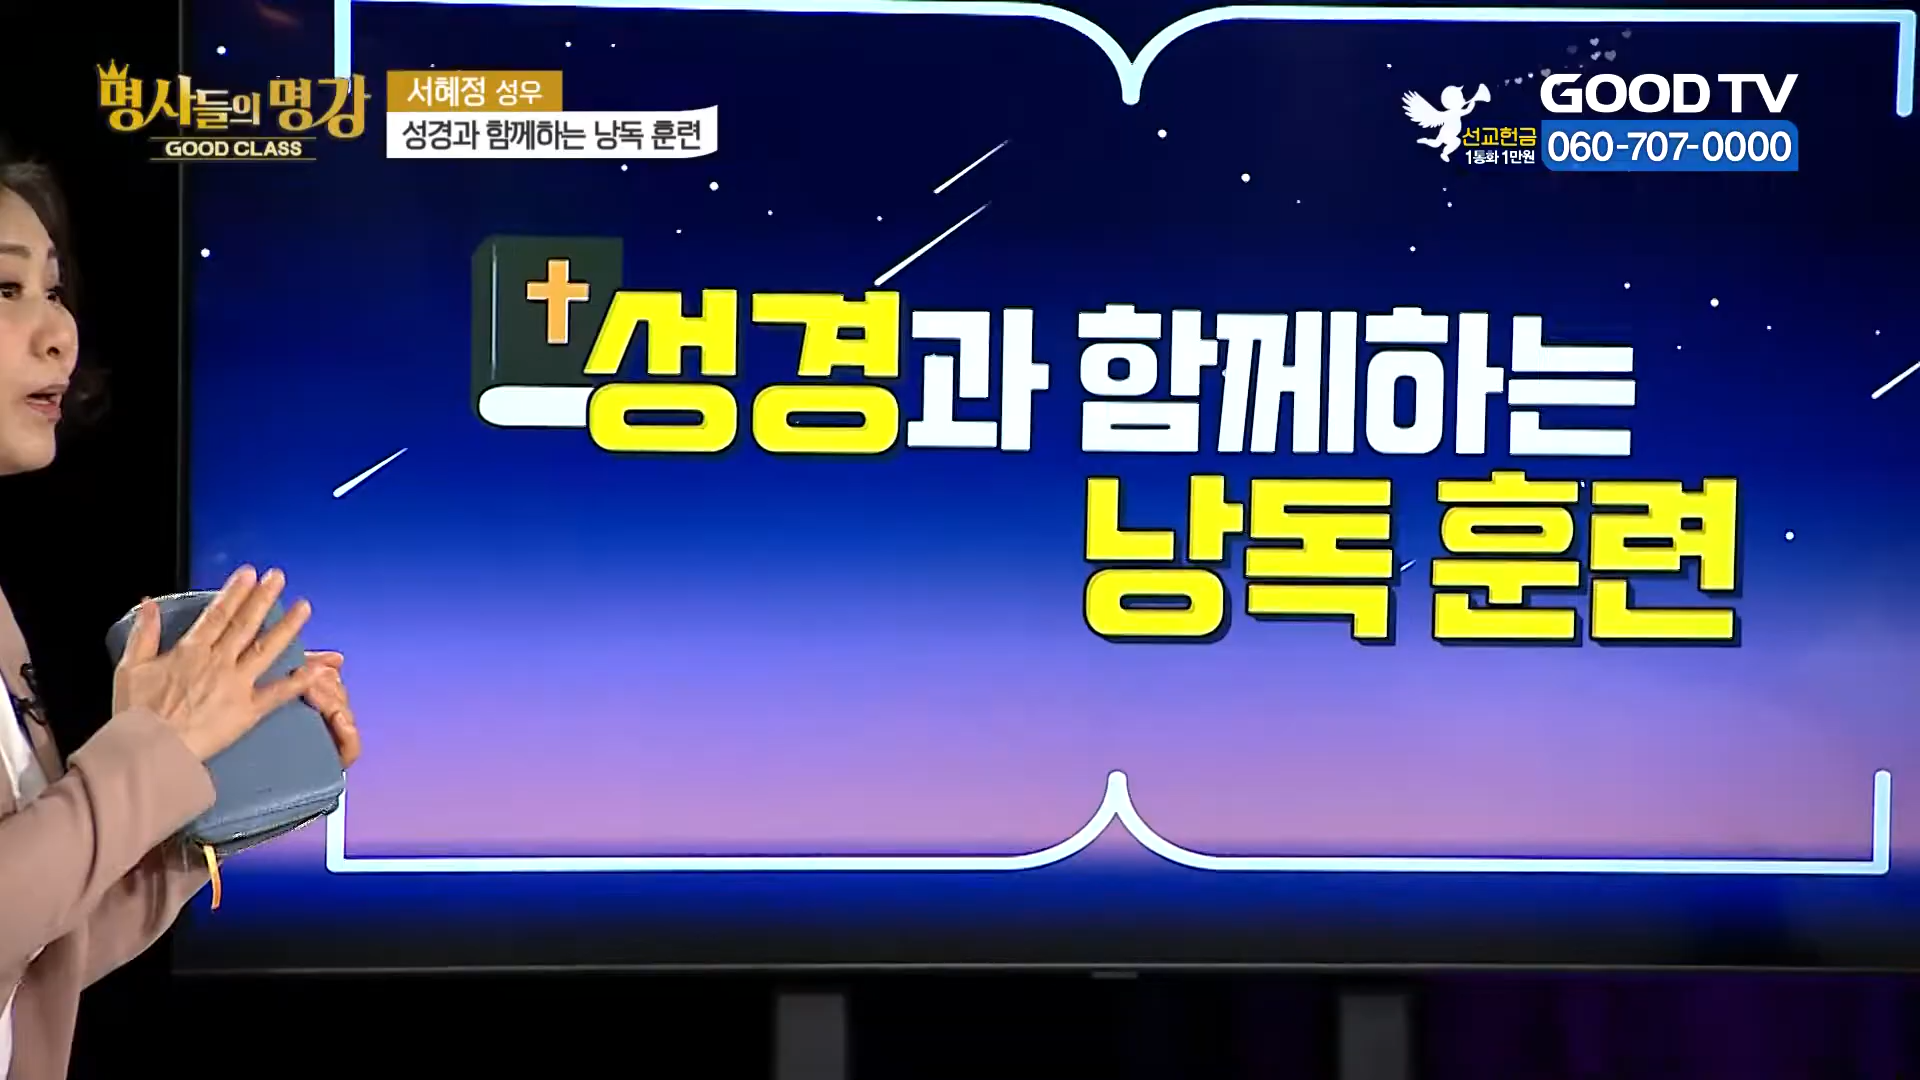 명사들의 명강
GOOD CLASS
서혜정 성우
성경과 함께하는 낭독 훈련
GOODTV
선교헌금
1통화 1만원
060-707-0000
성경과 함께하는
낭독 훈련